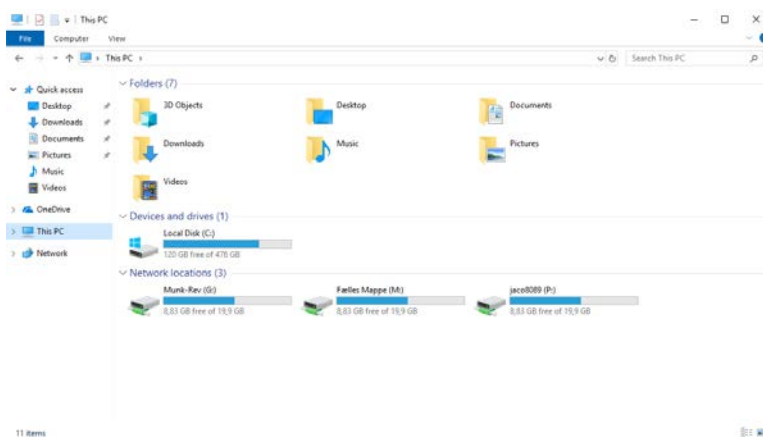 This PC
File Computer View
This PC
Search This PC
Quick access
Desktop
Downloads
Documents
Pictures
Music
Videos
OneDrive
This PC
Network
Folders (7)
3D Objects Desktop Documents
Downloads Music Pictures
Videos
Devices and drives (1)
Local Disk (C:)
120 GB free of 476 GB
Network locations (3)
Munk-Rev (G:) Fælles Mappe (M:) jaco8089 (P:)
8,83 GB free of 19,9 GB 8,83 GB free of 19,9 GB 8,83 GB free of 19,9 GB
11 items